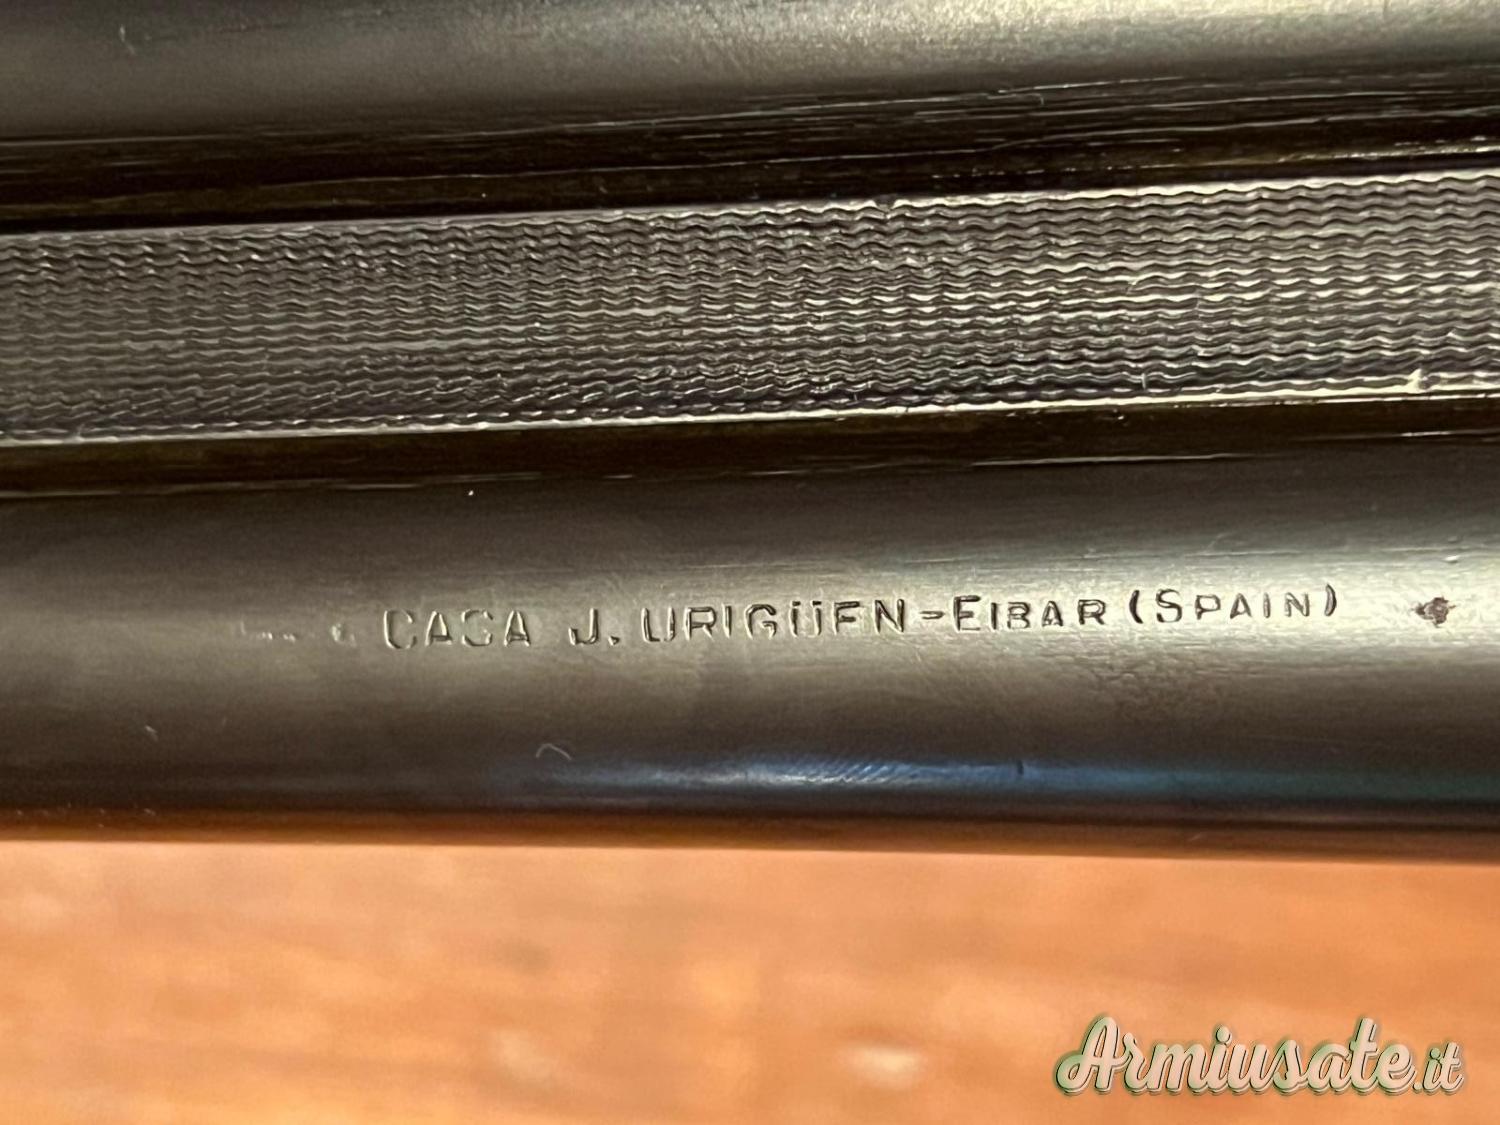 CASA J. URIGÜEN-EIBAR (SPAIN)
Armiusate.it